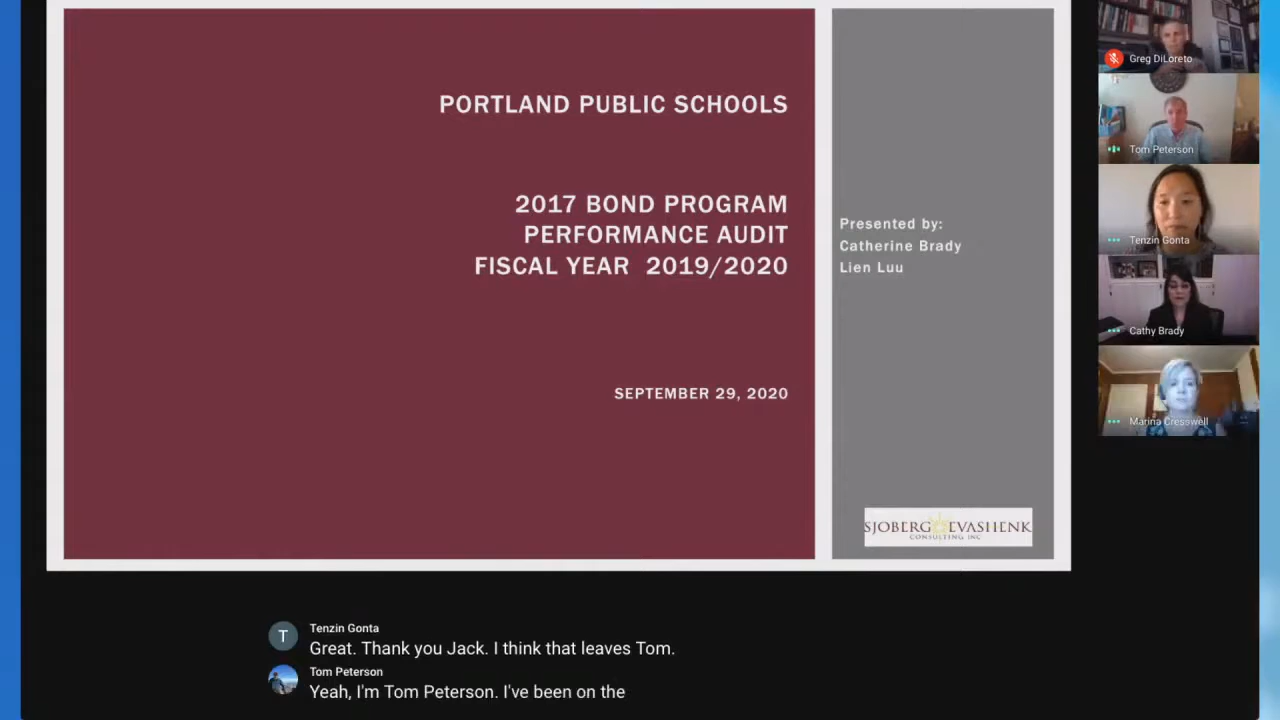 PORTLAND PUBLIC SCHOOLS
2017 BOND PROGRAM
PERFORMANCE AUDIT
FISCAL YEAR 2019/2020
SEPTEMBER 29, 2020
Presented by:
Catherine Brady
Lien Luu
SJOBERG EVASHENK
CONSULTING INC
Greg DiLoreto
Tom Peterson
Tenzin Gonta
Cathy Brady
Marina Cresswell
T
Tenzin Gonta
Great. Thank you Jack. I think that leaves Tom.
Tom Peterson
Yeah, I'm Tom Peterson. I've been on the